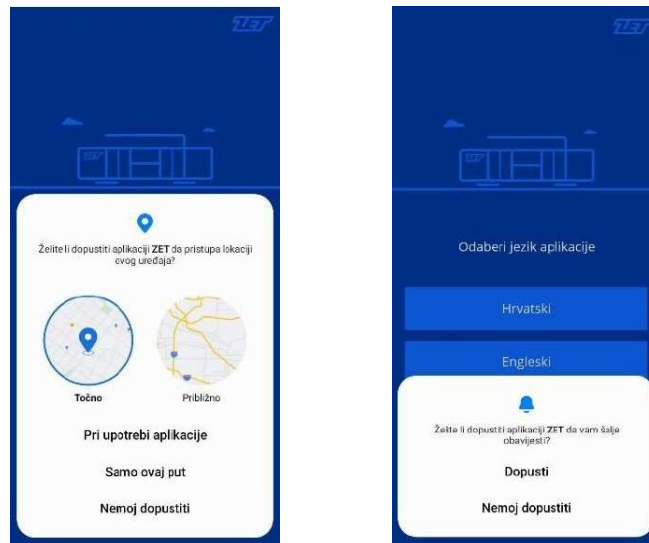 ZET
ZET
Želite li dopustiti aplikaciji ZET da pristupa lokaciji
ovog uređaja?
Točno
Približno
Pri upotrebi aplikacije
Samo ovaj put
Nemoj dopustiti
ZET
ZET
Odaberi jezik aplikacije
Hrvatski
Engleski
Želite li dopustiti aplikaciji ZET da vam šalje
obavijesti?
Dopusti
Nemoj dopustiti